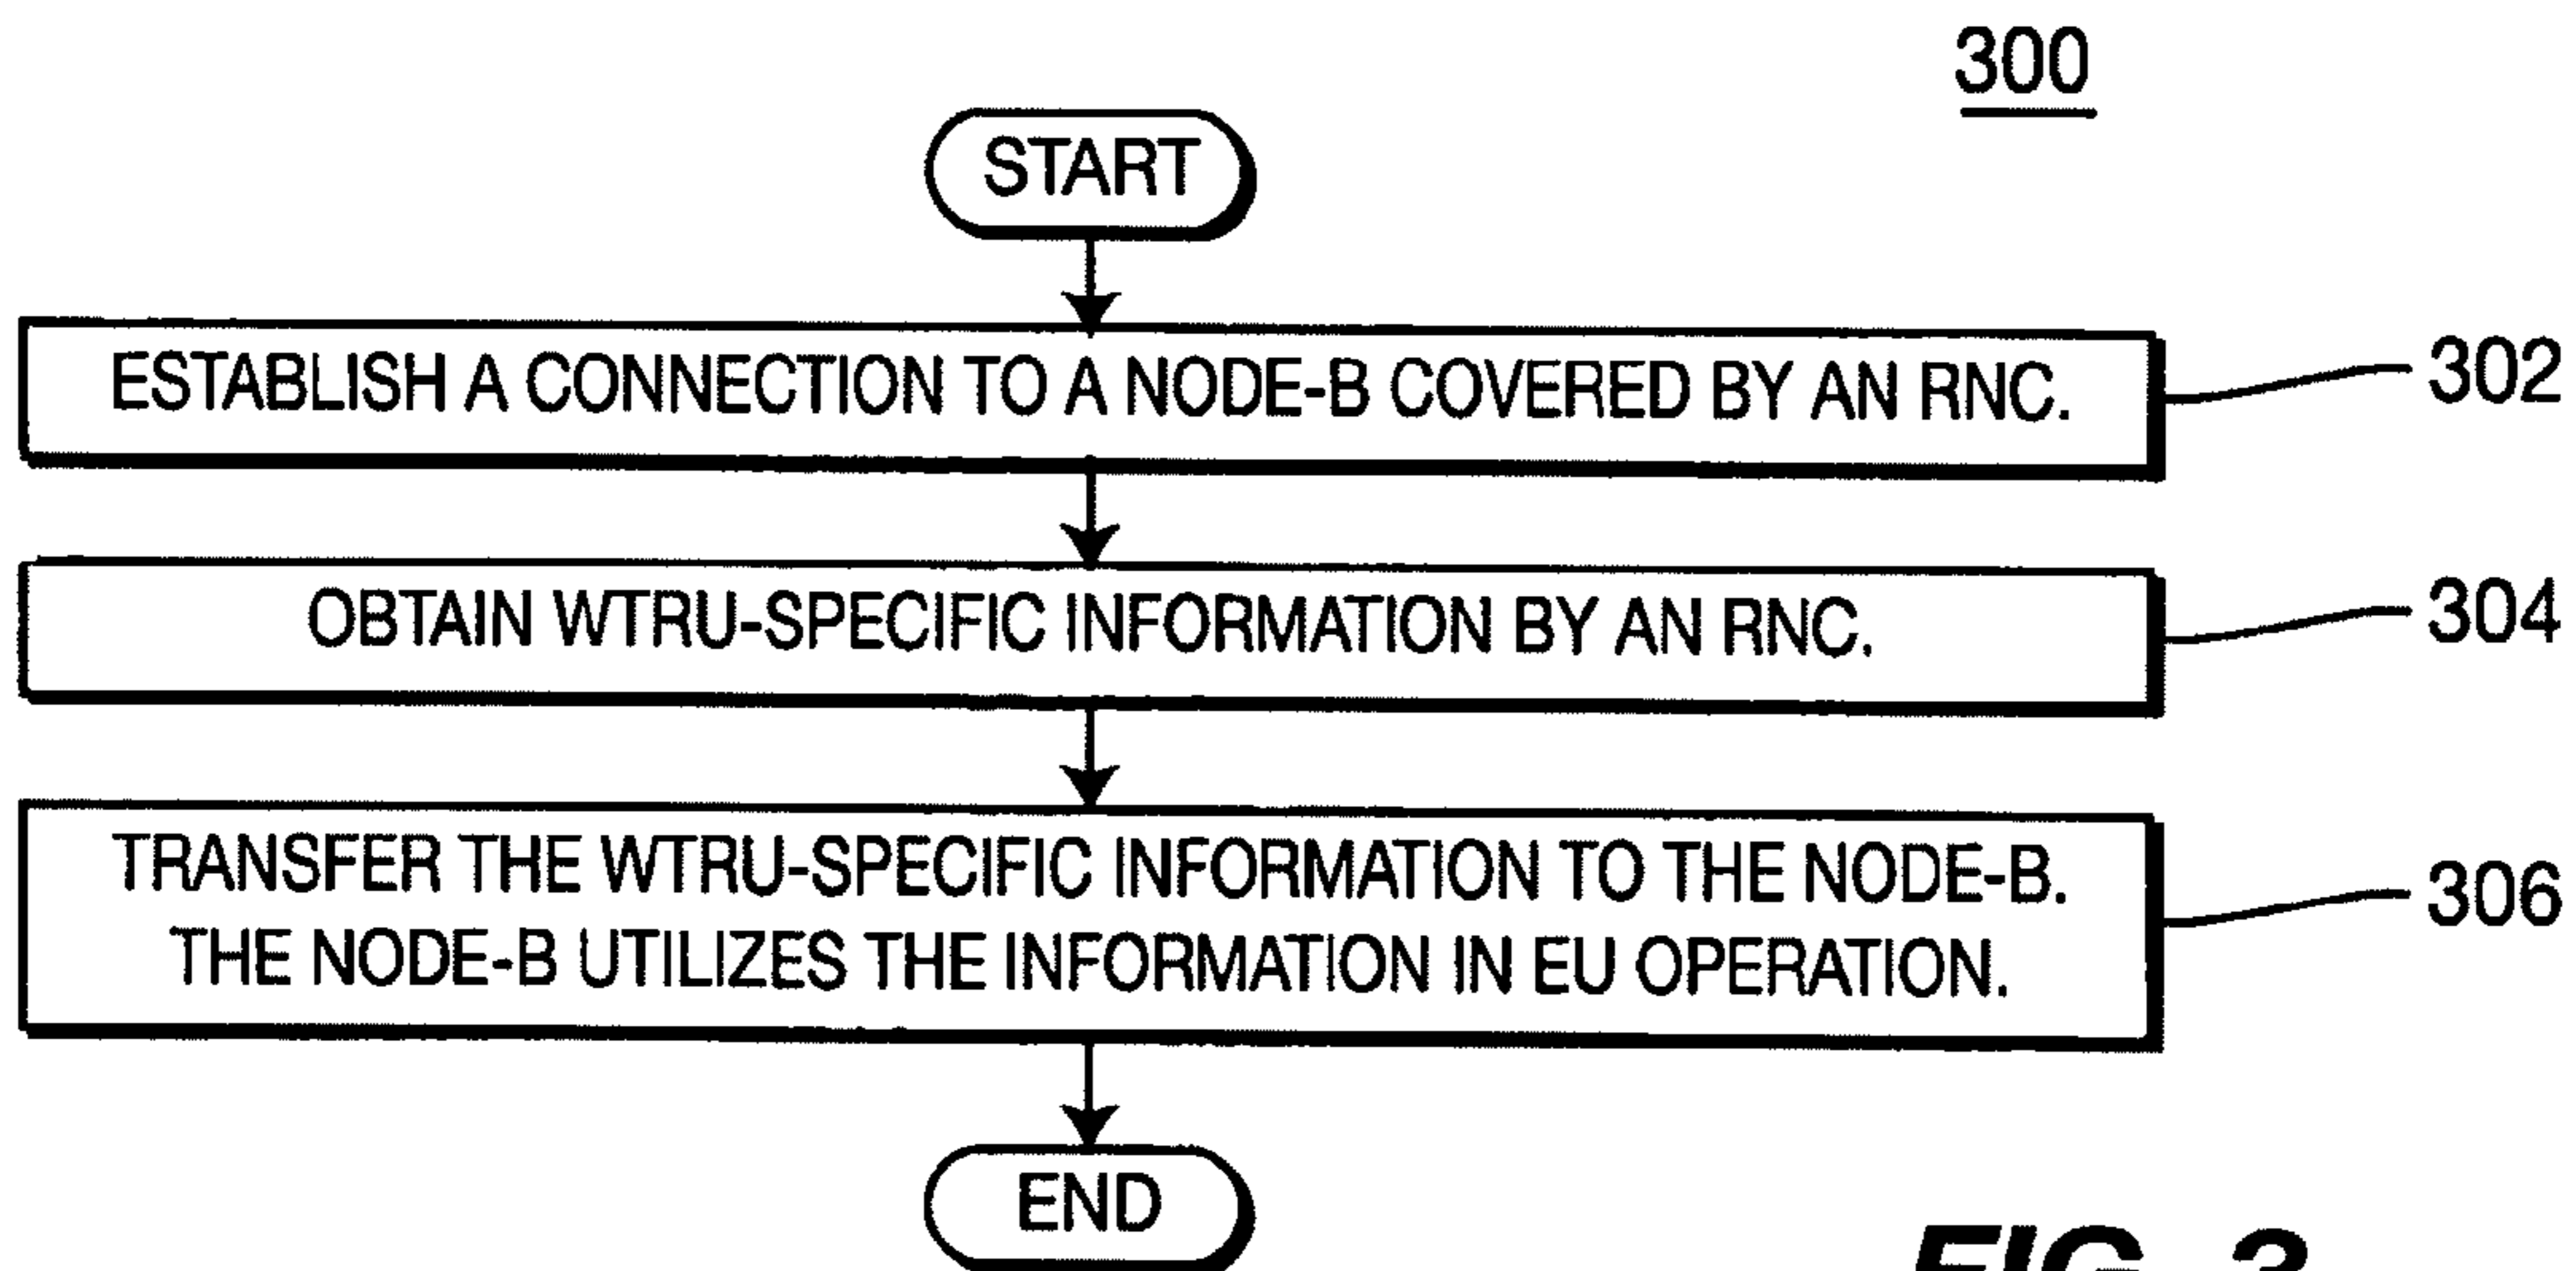 300
START
ESTABLISH A CONNECTION TO A NODE-B COVERED BY AN RNC.
302
OBTAIN WTRU-SPECIFIC INFORMATION BY AN RNC.
304
TRANSFER THE WTRU-SPECIFIC INFORMATION TO THE NODE-B.
THE NODE-B UTILIZES THE INFORMATION IN EU OPERATION.
306
END